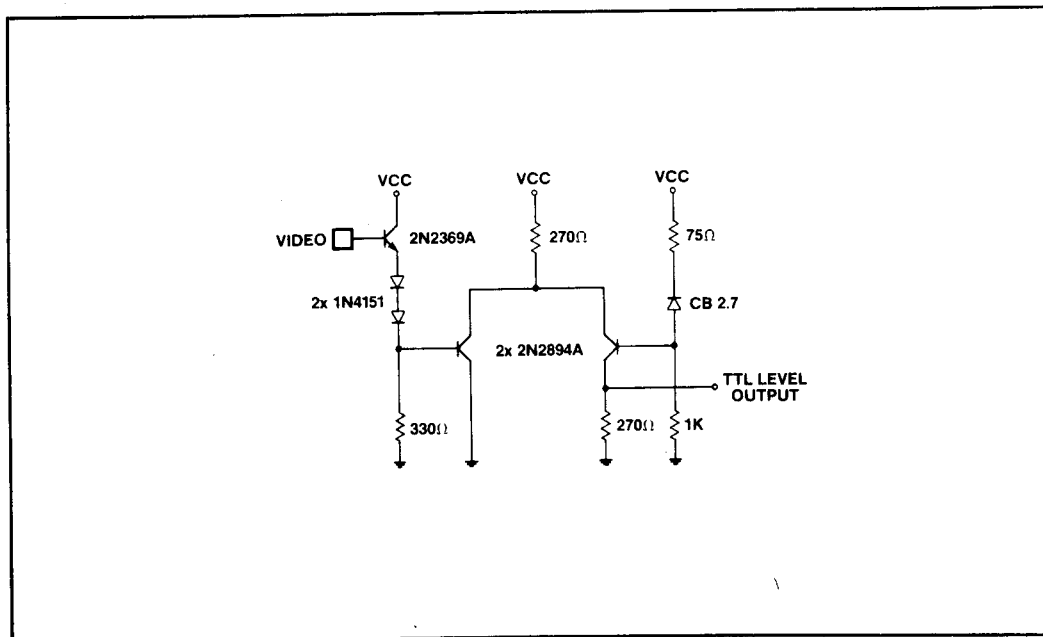 VCC
VCC
VCC
VIDEO
2N2369A
270Ω
75Ω
2x 1N4151
CB 2.7
2x 2N2894A
TTL LEVEL
OUTPUT
330Ω
270Ω
1K